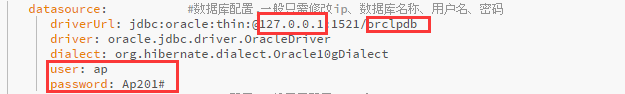 datasource: #数据库配置 一般只需修改ip、数据库名称、用户名、密码
driverUrl: jdbc:oracle:thin:@127.0.0.1:1521/orclpdb
driver: oracle.jdbc.driver.OracleDriver
dialect: org.hibernate.dialect.Oracle10gDialect
user: ap
password: Ap201#